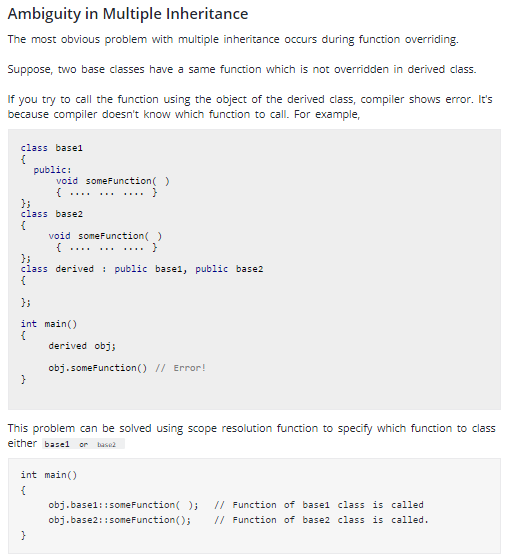 Ambiguity in Multiple Inheritance
The most obvious problem with multiple inheritance occurs during function overriding.
Suppose, two base classes have a same function which is not overridden in derived class.
If you try to call the function using the object of the derived class, compiler shows error. It's
because compiler doesn't know which function to call. For example,
class base1
{
public:
void someFunction( )
{ .... ... .... }
};
class base2
{
void someFunction( )
{ .... ... .... }
};
class derived : public base1, public base2
{
};
int main()
{
derived obj;
obj.someFunction() // Error!
}
This problem can be solved using scope resolution function to specify which function to class
either base1 or base2
int main()
{
obj.base1::someFunction( ); // Function of base1 class is called
obj.base2::someFunction(); // Function of base2 class is called.
}